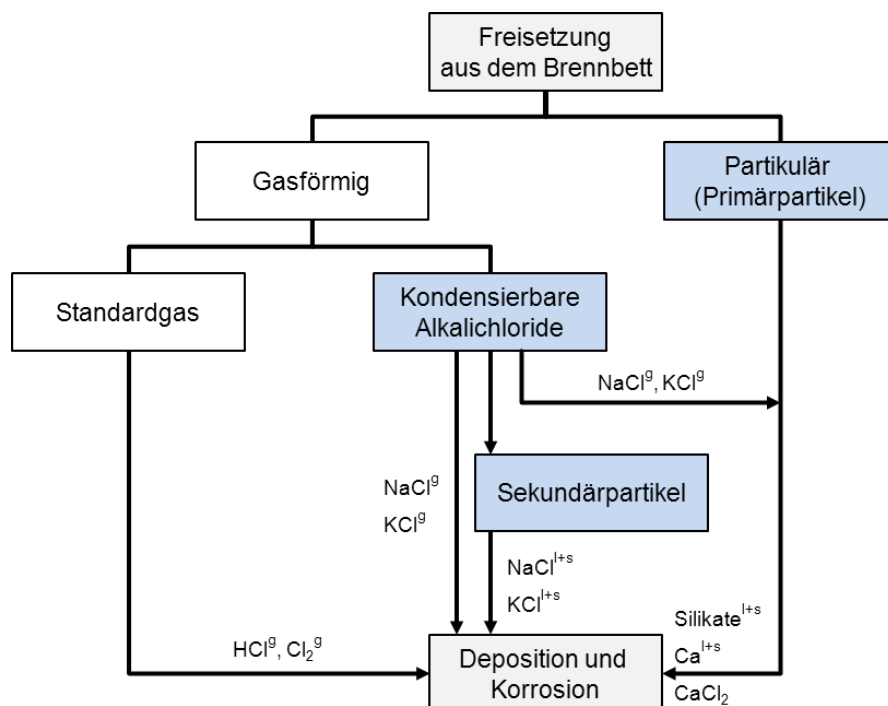 Freisetzung
aus dem Brennbett
Gasförmig
Partikulär
(Primärpartikel)
Standardgas
Kondensierbare
Alkalichloride
NaCl^g, KCl^g
NaCl^g
KCl^g
Sekundärpartikel
NaCl^l+s
KCl^l+s
HCl^g, Cl₂^g
Deposition und
Korrosion
Silikate^l+s
Ca^l+s
CaCl₂